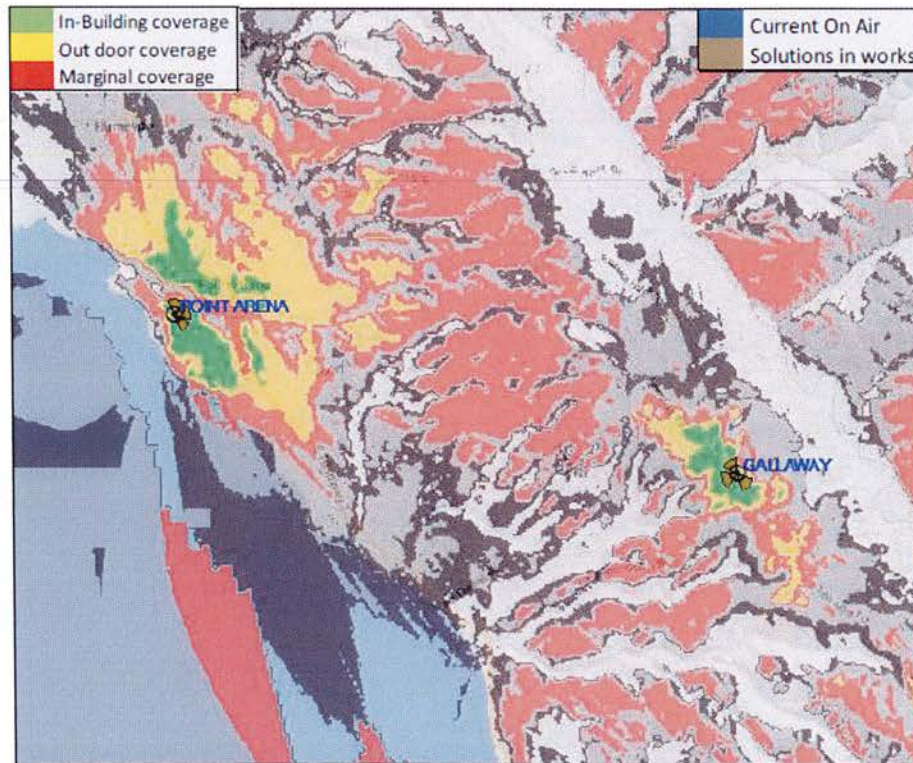 In-Building coverage
Out door coverage
Marginal coverage
Current On Air
Solutions in works
POINT ARENA
GALLAWAY